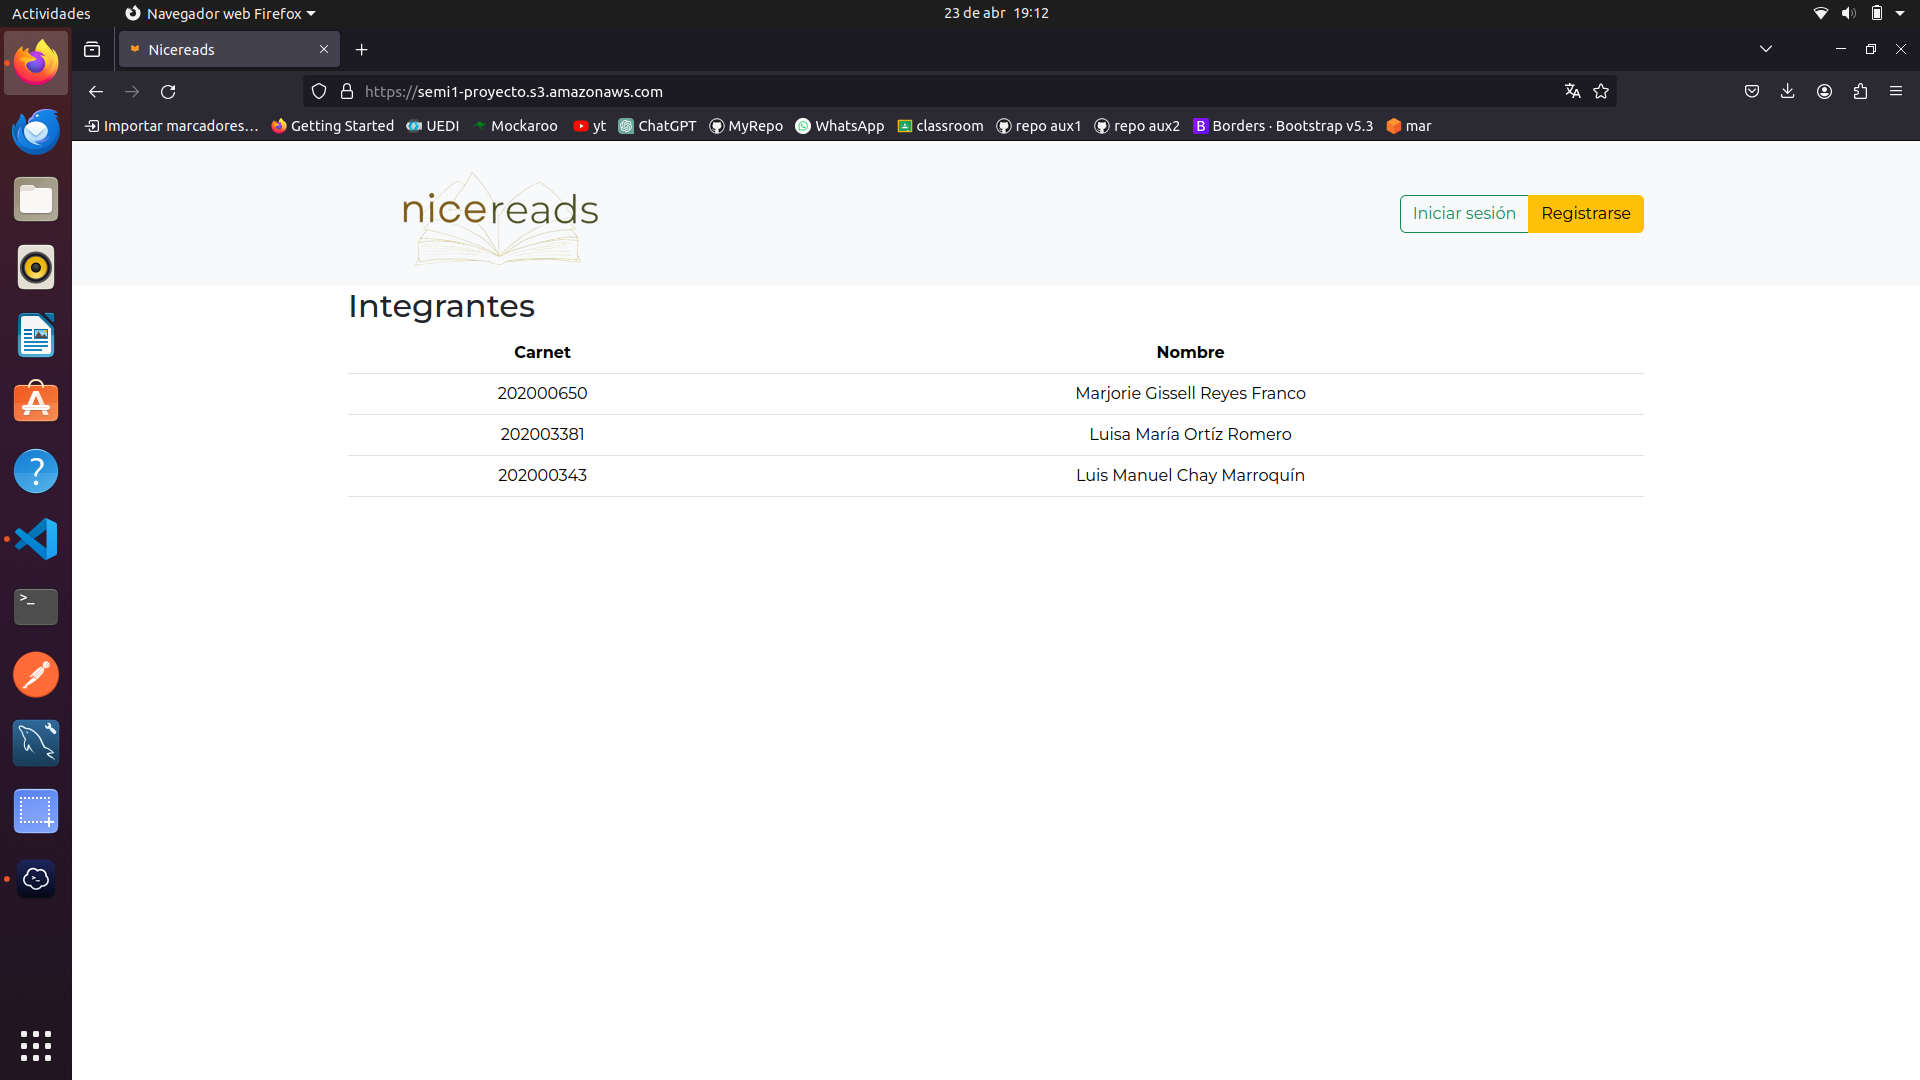 Actividades Navegador web Firefox 23 de abr 19:12
Nicereads
https://semi1-proyecto.s3.amazonaws.com
Importar marcadores... Getting Started UEDI Mockaroo yt ChatGPT MyRepo WhatsApp classroom repo aux1 repo aux2 B Borders · Bootstrap v5.3 mar
nicereads
Iniciar sesión Registrarse
Integrantes
Carnet Nombre
202000650 Marjorie Gissell Reyes Franco
202003381 Luisa María Ortíz Romero
202000343 Luis Manuel Chay Marroquín